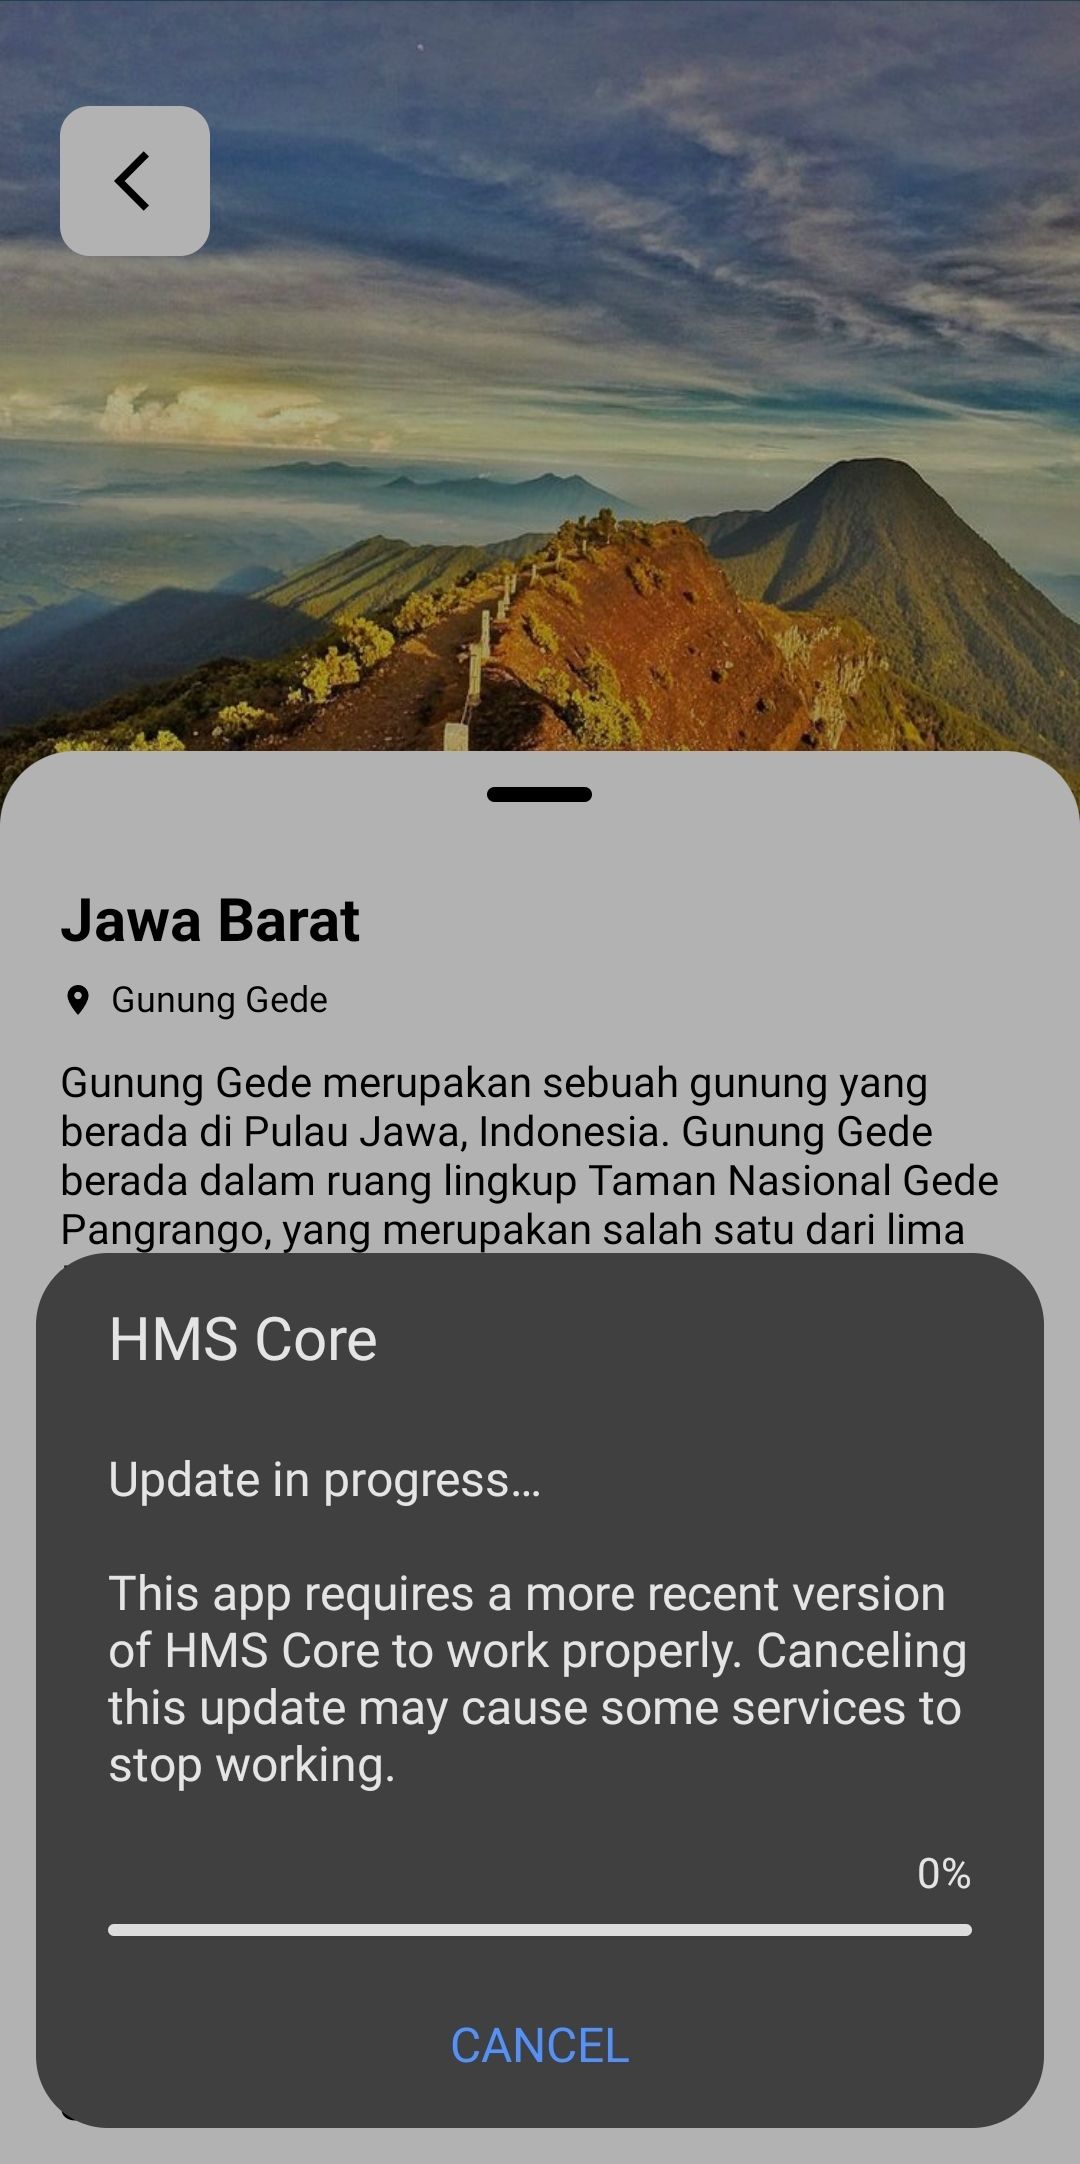 Jawa Barat
Gunung Gede
Gunung Gede merupakan sebuah gunung yang
berada di Pulau Jawa, Indonesia. Gunung Gede
berada dalam ruang lingkup Taman Nasional Gede
Pangrango, yang merupakan salah satu dari lima
HMS Core
Update in progress…
This app requires a more recent version
of HMS Core to work properly. Canceling
this update may cause some services to
stop working.
0%
CANCEL